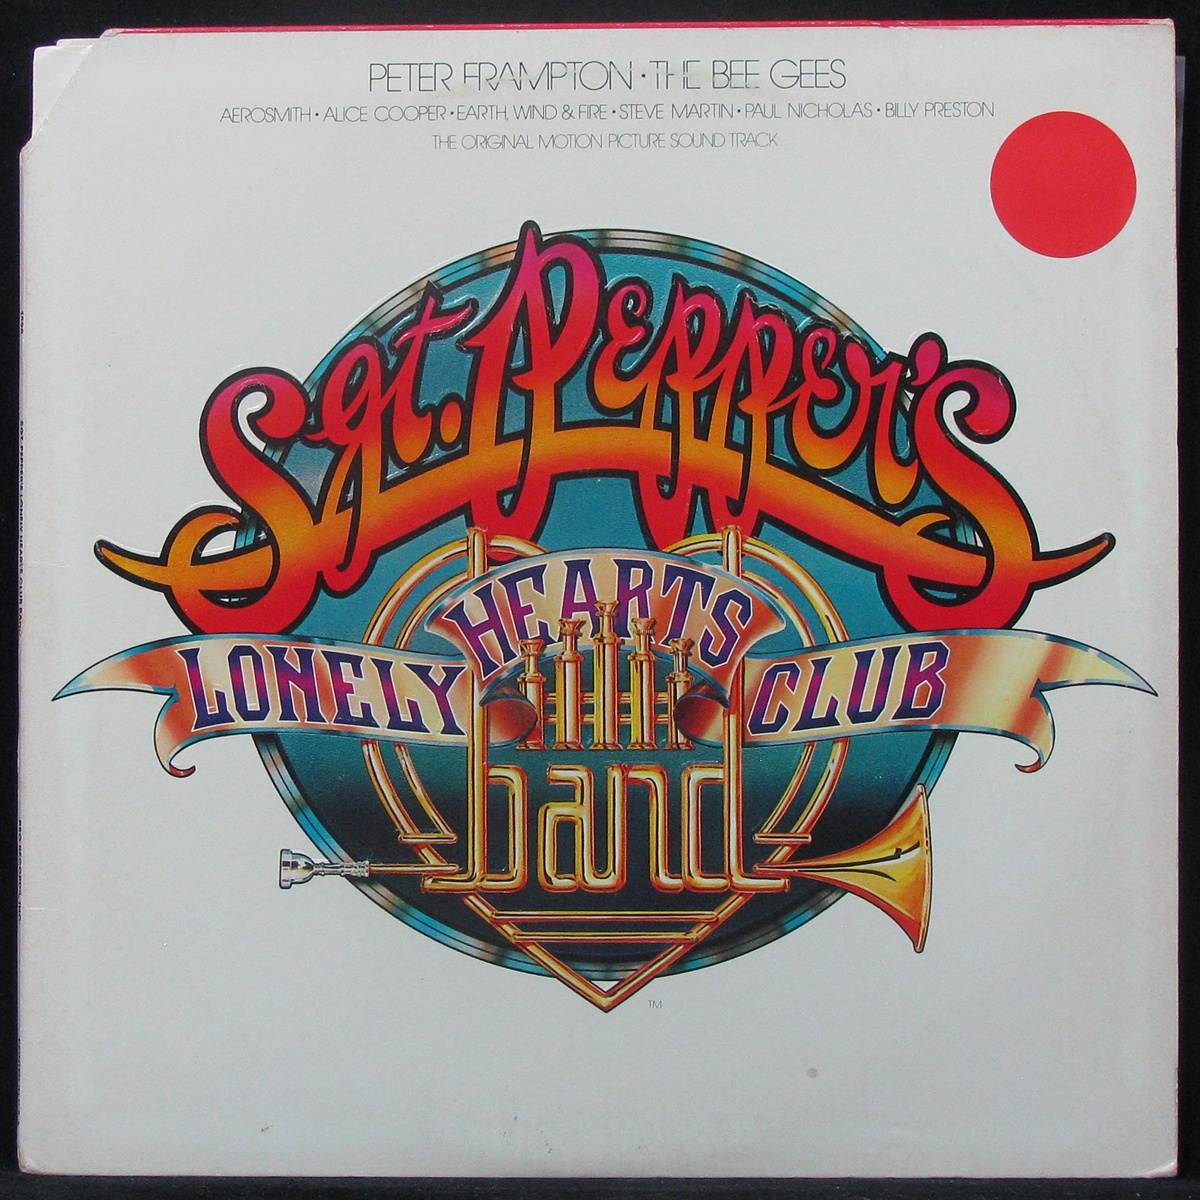 PETER FRAMPTON • THE BEE GEES
AEROSMITH • ALICE COOPER • EARTH, WIND & FIRE • STEVE MARTIN • PAUL NICHOLAS • BILLY PRESTON
THE ORIGINAL MOTION PICTURE SOUND TRACK
Sgt. Pepper's
LONELY HEARTS CLUB
band
TM